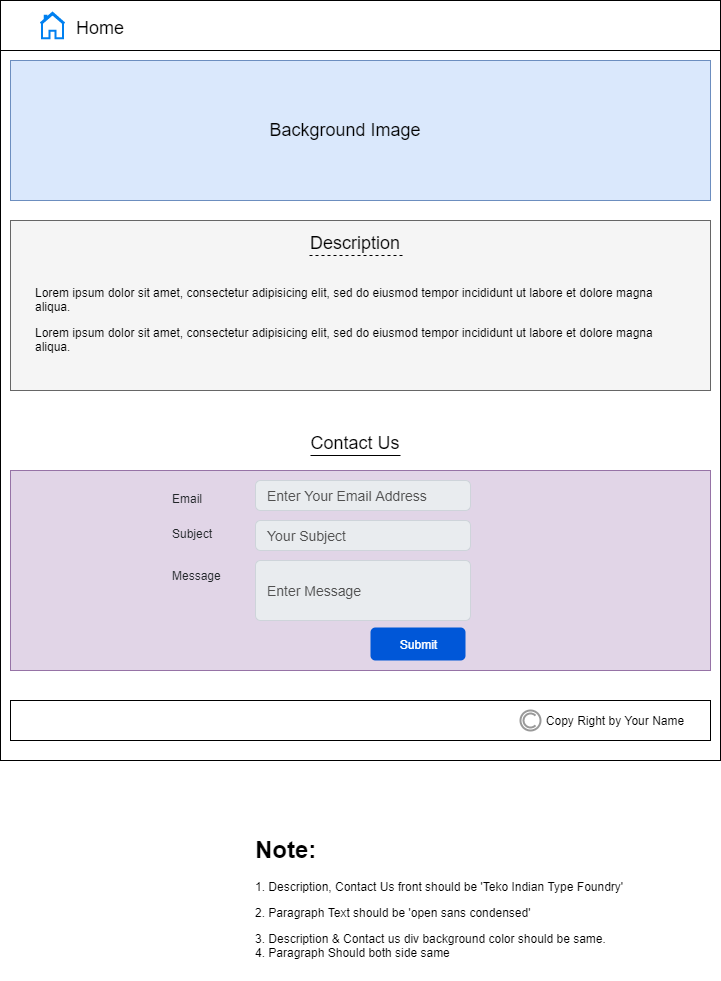 Home
Background Image
Description
Lorem ipsum dolor sit amet, consectetur adipisicing elit, sed do eiusmod tempor incididunt ut labore et dolore magna
aliqua.
Lorem ipsum dolor sit amet, consectetur adipisicing elit, sed do eiusmod tempor incididunt ut labore et dolore magna
aliqua.
Contact Us
Email
Enter Your Email Address
Subject
Your Subject
Message
Enter Message
Submit
© Copy Right by Your Name
Note:
1. Description, Contact Us front should be 'Teko Indian Type Foundry'
2. Paragraph Text should be 'open sans condensed'
3. Description & Contact us div background color should be same.
4. Paragraph Should both side same